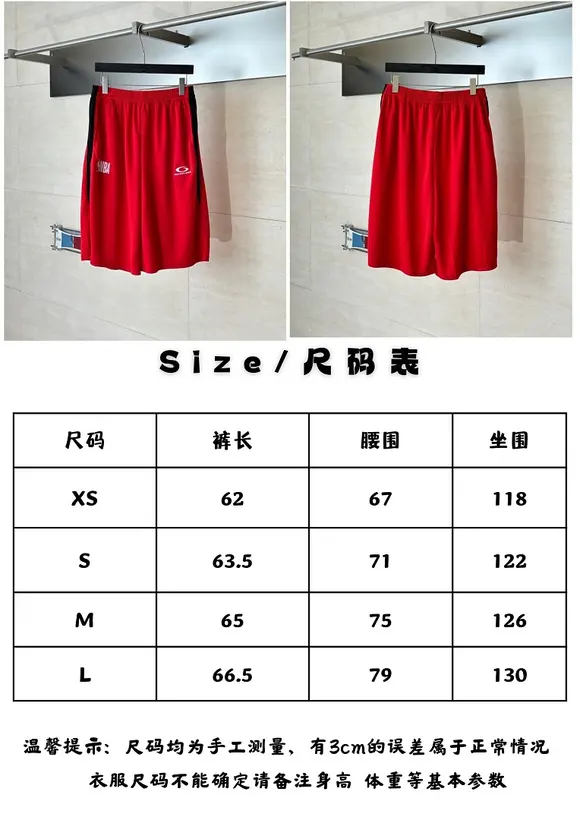 NBA
Size/尺码表
尺码 裤长 腰围 坐围
XS 62 67 118
S 63.5 71 122
M 65 75 126
L 66.5 79 130
温馨提示：尺码均为手工测量、有3cm的误差属于正常情况
衣服尺码不能确定请备注身高 体重等基本参数